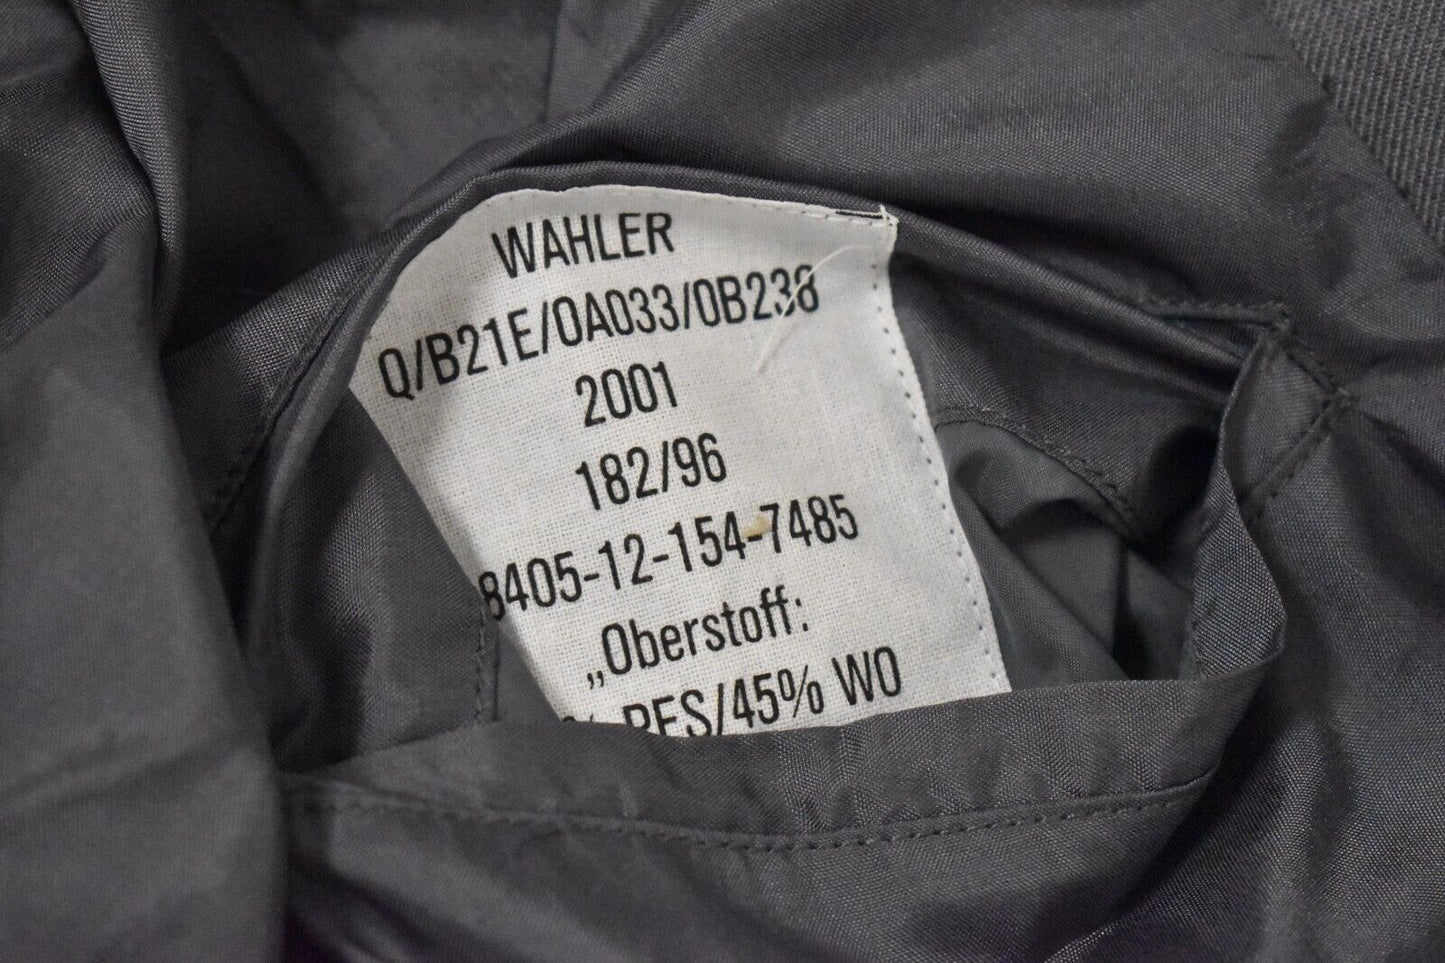 WAHLER
Q/B21E/0A033/0B238
2001
182/96
8405-12-154-7485
„Oberstoff:
% PES/45% WO